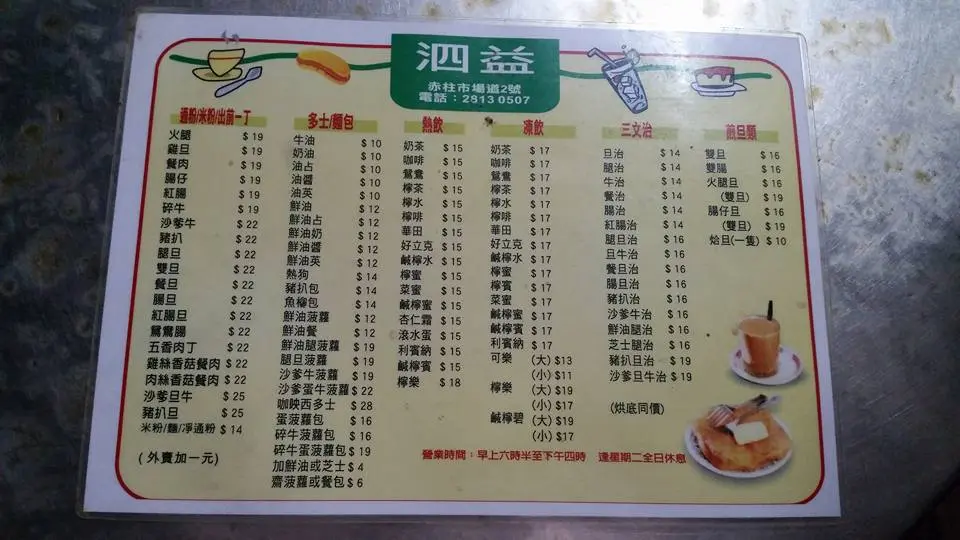 泗益
赤柱市場道2號
電話：2813 0507
通粉/米粉/出前一丁
火腿 $19
雞旦 $19
餐肉 $19
腸仔 $19
紅腸 $19
碎牛 $19
沙爹牛 $22
豬扒 $22
腿旦 $22
雙旦 $22
餐旦 $22
腸旦 $22
紅腸旦 $22
鴛鴦腸 $22
五香肉丁 $22
雞絲香菇餐肉 $22
肉絲香菇餐肉 $22
沙爹旦牛 $25
豬扒旦 $25
米粉/麵/淨通粉 $14
(外賣加一元)
多士/麵包
牛油 $10
奶油 $10
油占 $10
油醬 $10
油英 $10
鮮油 $12
鮮油占 $12
鮮油奶 $12
鮮油醬 $12
鮮油英 $12
熱狗 $14
豬扒包 $14
魚柳包 $14
鮮油菠蘿 $12
鮮油餐 $12
鮮油腿菠蘿 $19
腿旦菠蘿 $19
沙爹牛菠蘿 $19
沙爹蛋牛菠蘿 $22
咖央西多士 $28
蛋菠蘿包 $16
碎牛菠蘿包 $16
碎牛蛋菠蘿包 $19
加鮮油或芝士 $4
齋菠蘿或餐包 $6
熱飲
奶茶 $15
咖啡 $15
鴛鴦 $15
檸茶 $15
檸水 $15
檸啡 $15
華田 $15
好立克 $15
鹹檸水 $15
檸蜜 $15
菜蜜 $15
鹹檸蜜 $15
杏仁霜 $15
滾水蛋 $15
利賓納 $15
鹹檸賓 $15
檸樂 $18
凍飲
奶茶 $17
咖啡 $17
鴛鴦 $17
檸茶 $17
檸水 $17
檸啡 $17
華田 $17
好立克 $17
鹹檸水 $17
檸蜜 $17
檸賓 $17
菜蜜 $17
鹹檸蜜 $17
鹹檸賓 $17
利賓納 $17
可樂 (大) $13
(小) $11
檸樂 (大) $19
(小) $17
鹹檸碧 (大) $19
(小) $17
三文治
旦治 $14
腿治 $14
牛治 $14
餐治 $14
腸治 $14
紅腸治 $14
腿旦治 $16
旦牛治 $16
餐旦治 $16
腸旦治 $16
豬扒治 $16
沙爹牛治 $16
鮮油腿治 $16
芝士腿治 $16
豬扒旦治 $19
沙爹旦牛治 $19
(烘底同價)
煎旦類
雙旦 $16
雙腸 $16
火腿旦 $16
(雙旦) $19
腸仔旦 $16
(雙旦) $19
烚旦(一隻) $10
營業時間：早上六時半至下午四時 逢星期二全日休息